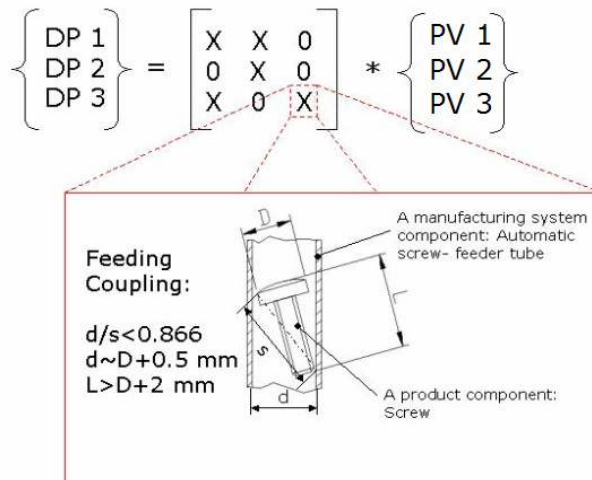 DP 1 X X 0 PV 1
DP 2 = 0 X 0 * PV 2
DP 3 X 0 X PV 3
D
A manufacturing system
component: Automatic
screw- feeder tube
Feeding
Coupling:
L
d/s<0.866
d~D+0.5 mm
L>D+2 mm
s
d
A product component:
Screw